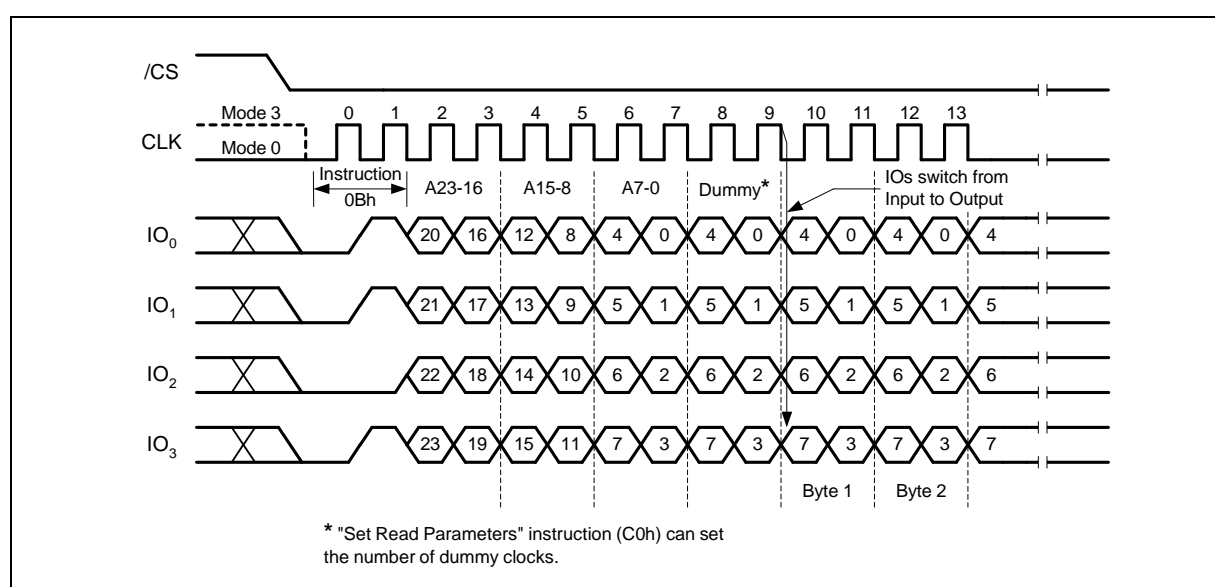 /CS
Mode 3 0 1 2 3 4 5 6 7 8 9 10 11 12 13
CLK
Mode 0
Instruction
0Bh
A23-16 A15-8 A7-0 Dummy*
IOs switch from
Input to Output
IO0 20 16 12 8 4 0 4 0 4 0 4 0 4
IO1 21 17 13 9 5 1 5 1 5 1 5 1 5
IO2 22 18 14 10 6 2 6 2 6 2 6 2 6
IO3 23 19 15 11 7 3 7 3 7 3 7 3 7
Byte 1 Byte 2
* "Set Read Parameters" instruction (C0h) can set
the number of dummy clocks.